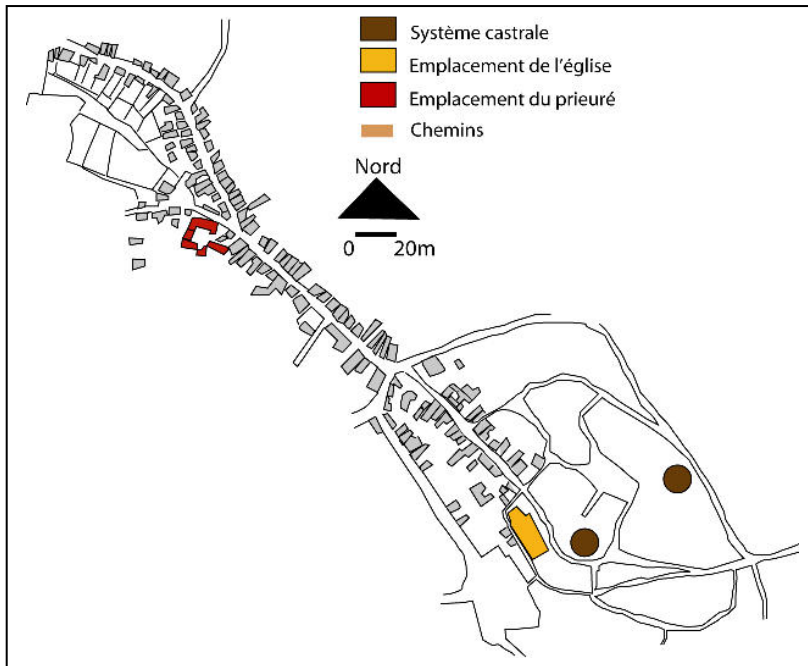 Système castrale
Emplacement de l'église
Emplacement du prieuré
Chemins
Nord
0 20m